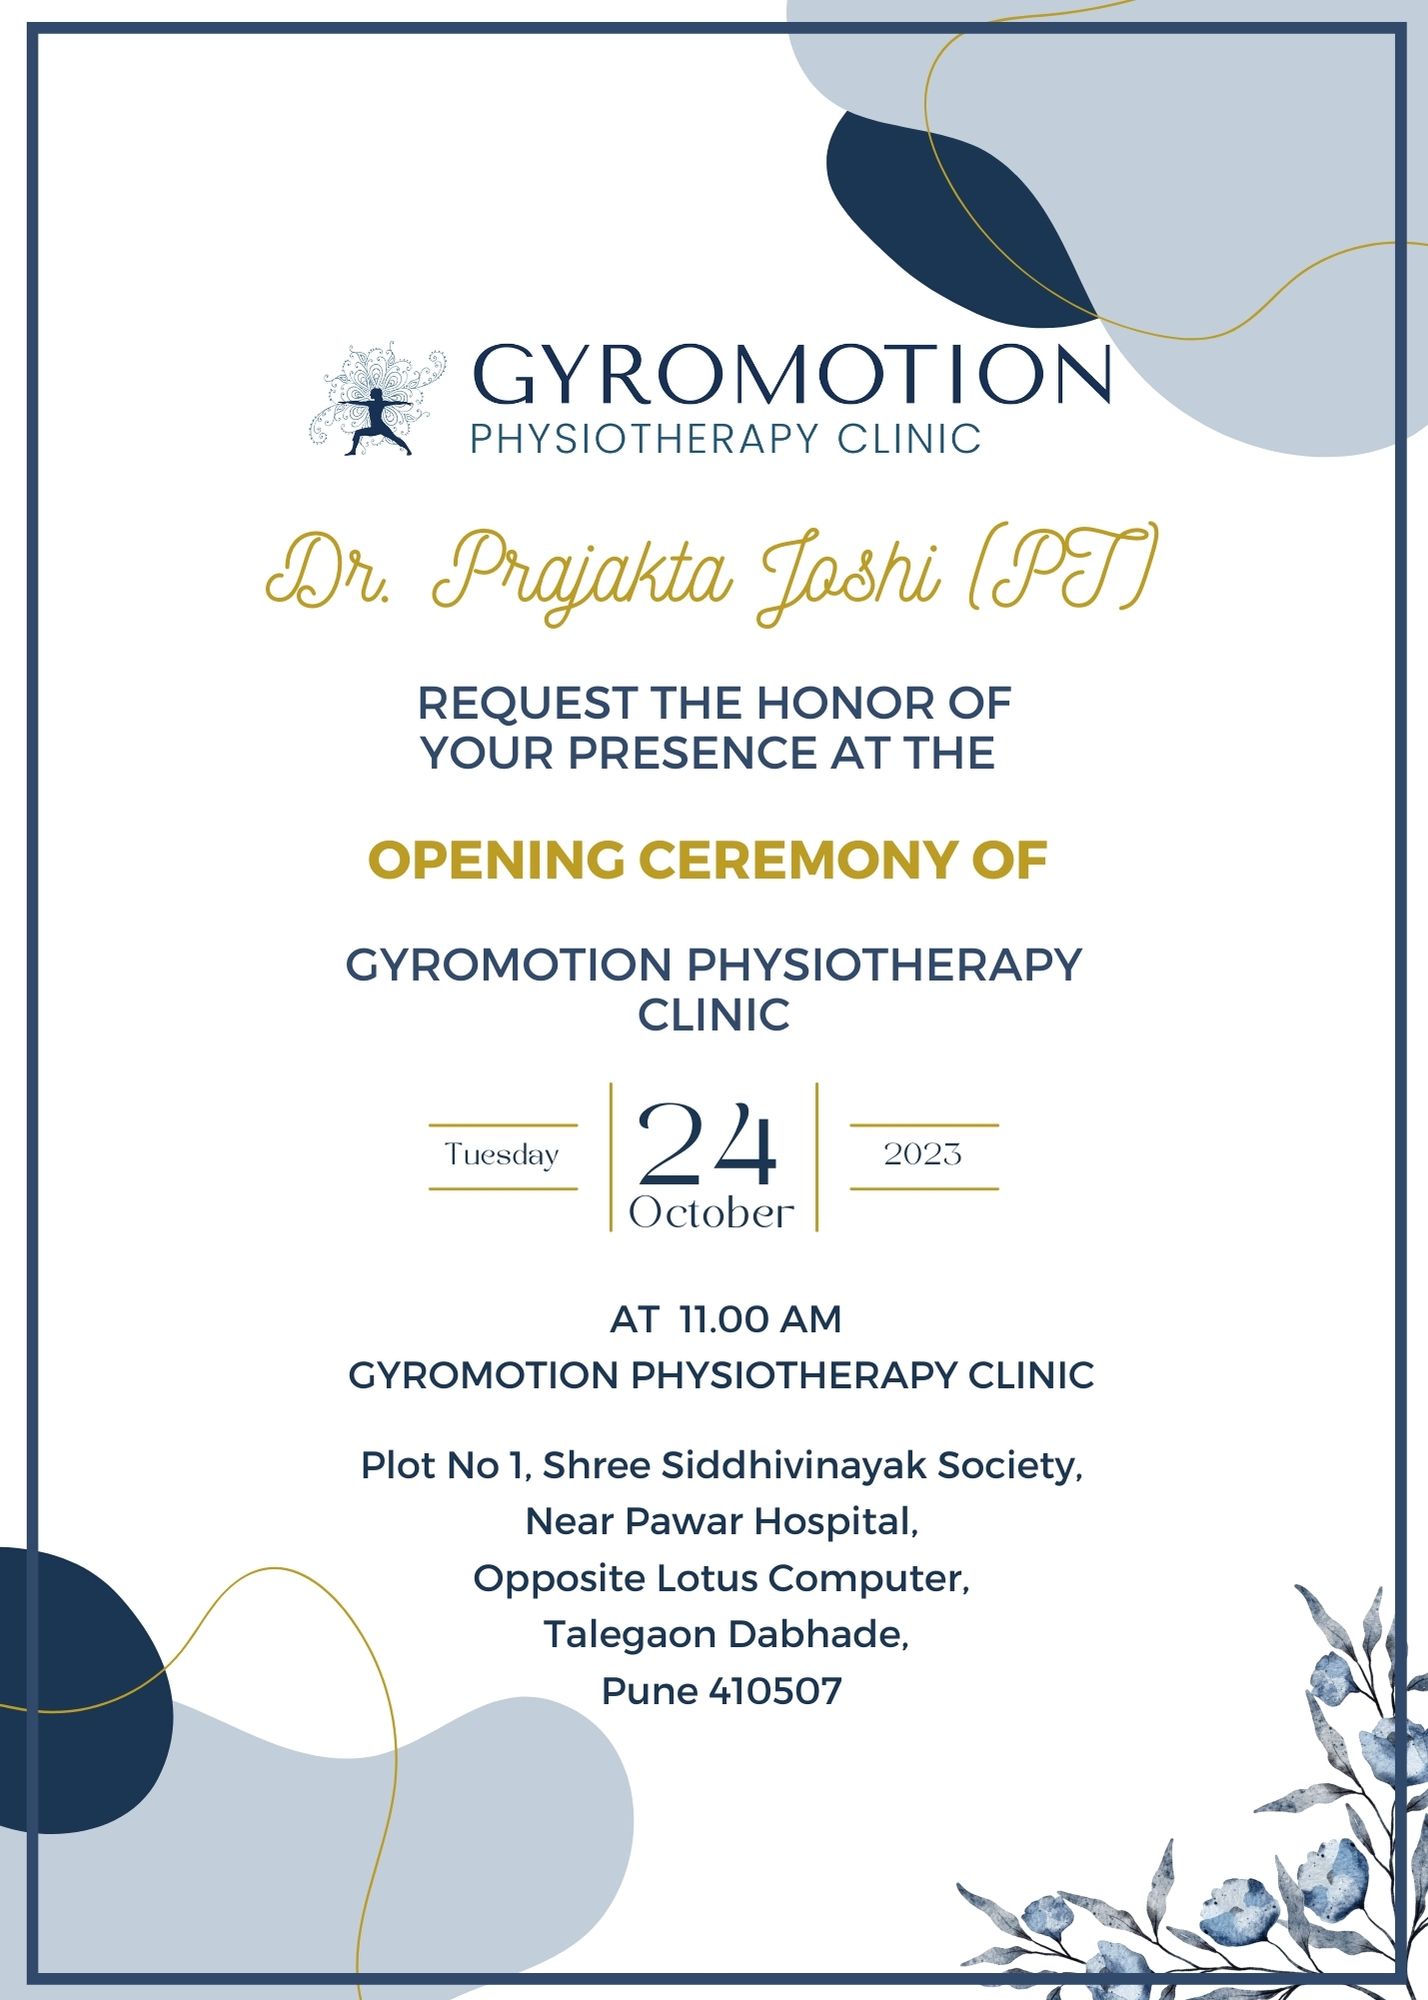 GYROMOTION
PHYSIOTHERAPY CLINIC
Dr. Prajakta Joshi (PT)
REQUEST THE HONOR OF
YOUR PRESENCE AT THE
OPENING CEREMONY OF
GYROMOTION PHYSIOTHERAPY
CLINIC
Tuesday
24
October
2023
AT 11.00 AM
GYROMOTION PHYSIOTHERAPY CLINIC
Plot No 1, Shree Siddhivinayak Society,
Near Pawar Hospital,
Opposite Lotus Computer,
Talegaon Dabhade,
Pune 410507